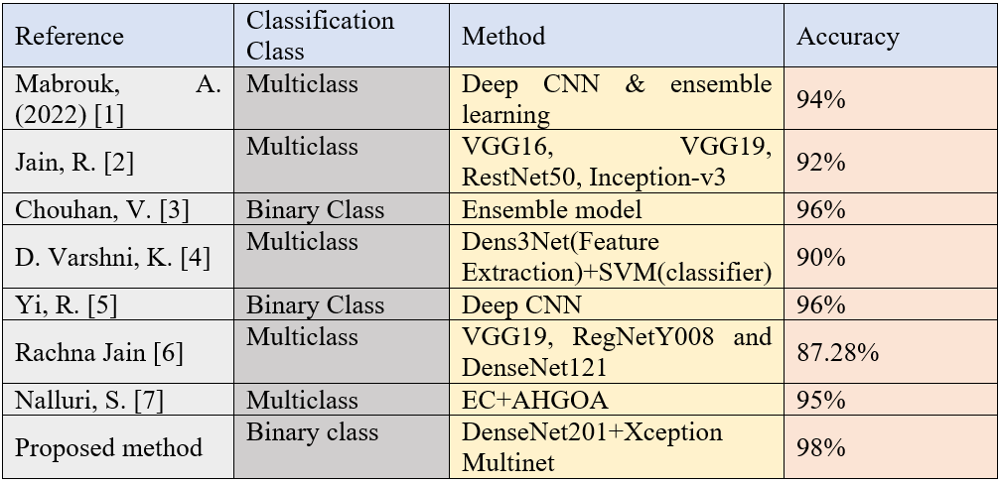 Reference Classification Class Method Accuracy
Mabrouk, A. (2022) [1] Multiclass Deep CNN & ensemble learning 94%
Jain, R. [2] Multiclass VGG16, VGG19, RestNet50, Inception-v3 92%
Chouhan, V. [3] Binary Class Ensemble model 96%
D. Varshni, K. [4] Multiclass Dens3Net(Feature Extraction)+SVM(classifier) 90%
Yi, R. [5] Binary Class Deep CNN 96%
Rachna Jain [6] Multiclass VGG19, RegNetY008 and DenseNet121 87.28%
Nalluri, S. [7] Multiclass EC+AHGOA 95%
Proposed method Binary class DenseNet201+Xception Multinet 98%